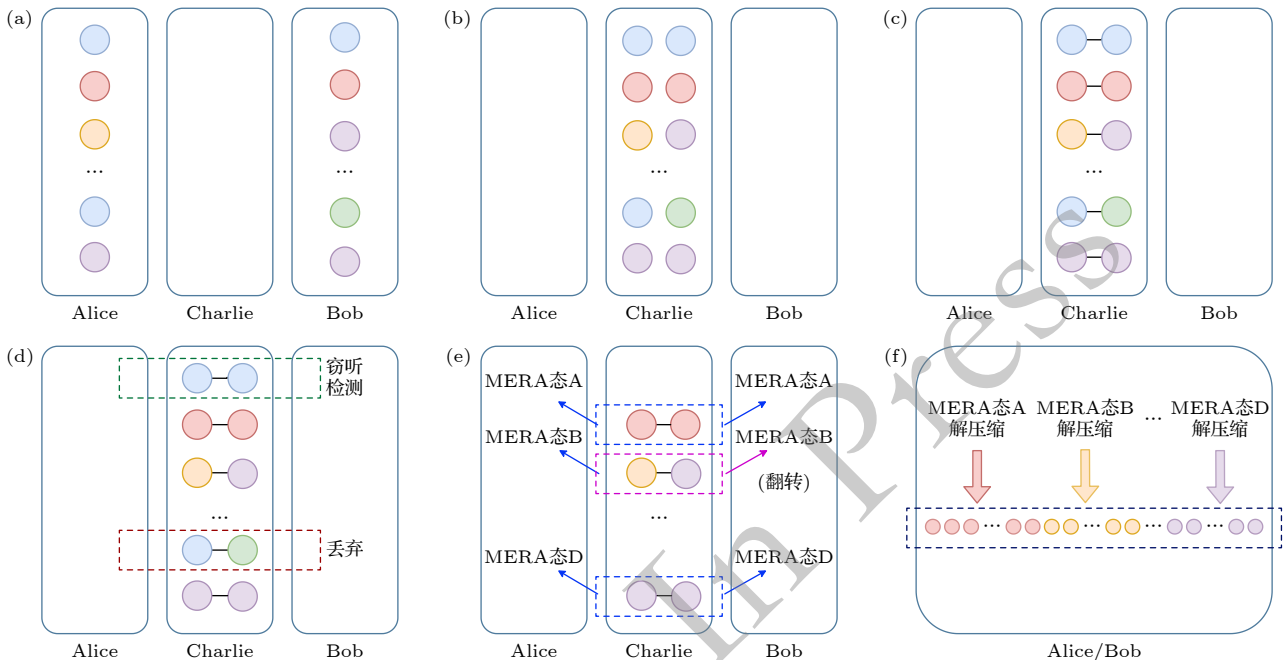 (a)
...
...
Alice Charlie Bob
(b)
...
Alice Charlie Bob
(c)
...
Alice Charlie Bob
(d)
窃听
检测
...
丢弃
Alice Charlie Bob
(e)
MERA态A MERA态A
MERA态B MERA态B
(翻转)
...
MERA态D MERA态D
Alice Charlie Bob
(f)
MERA态A MERA态B ... MERA态D
解压缩 解压缩 解压缩
... ... ... ...
Alice/Bob
In Press